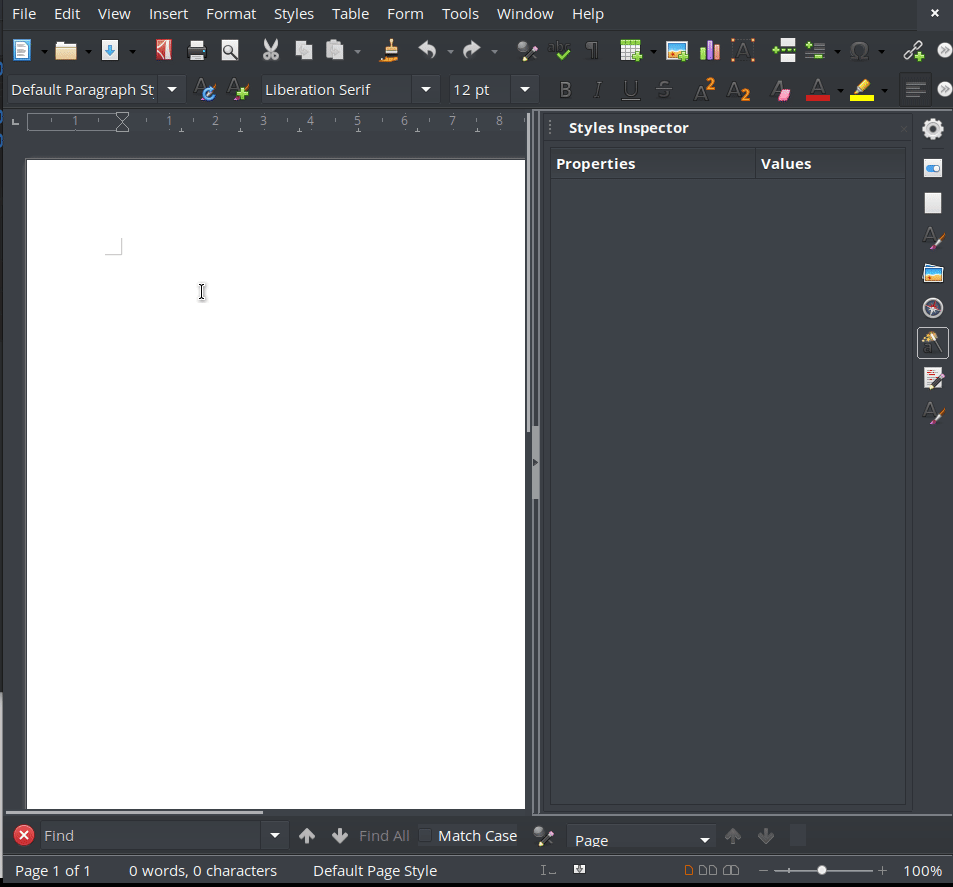 File Edit View Insert Format Styles Table Form Tools Window Help
Default Paragraph St Liberation Serif 12 pt
1 1 2 3 4 5 6 7 8
Styles Inspector
Properties Values
Find Find All Match Case Page
Page 1 of 1 0 words, 0 characters Default Page Style 100%